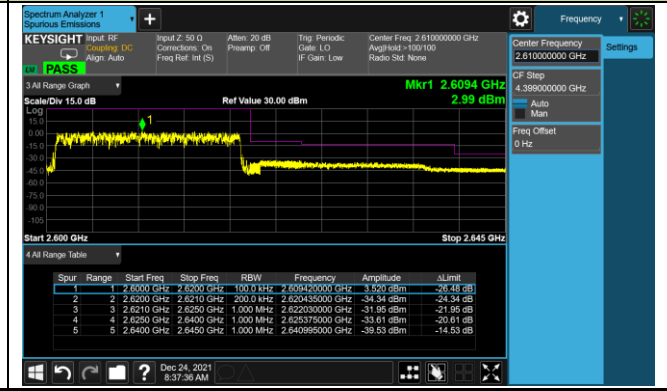 Spectrum Analyzer 1
Spurious Emissions
KEYSIGHT
Input: RF
Coupling: DC
Align: Auto
Input Z: 50 Ω
Corrections: On
Freq Ref: Int (S)
Atten: 20 dB
Preamp: Off
Trig: Periodic
Gate: LO
IF Gain: Low
Center Freq: 2.610000000 GHz
Avg|Hold:>100/100
Radio Std: None
PASS
3 All Range Graph
Mkr1 2.6094 GHz
Scale/Div 15.0 dB
Ref Value 30.00 dBm
2.99 dBm
Log
15.0
0.00
-15.0
-30.0
-45.0
-60.0
-75.0
-90.0
-105
1
Start 2.600 GHz
Stop 2.645 GHz
4 All Range Table
Spur Range Start Freq Stop Freq RBW Frequency Amplitude ΔLimit
1 1 2.6000 GHz 2.6200 GHz 100.0 kHz 2.609420000 GHz 3.520 dBm -26.48 dB
2 2 2.6200 GHz 2.6210 GHz 200.0 kHz 2.620435000 GHz -34.34 dBm -24.34 dB
3 3 2.6210 GHz 2.6250 GHz 1.000 MHz 2.622030000 GHz -31.95 dBm -21.95 dB
4 4 2.6250 GHz 2.6400 GHz 1.000 MHz 2.625375000 GHz -33.61 dBm -20.61 dB
5 5 2.6400 GHz 2.6450 GHz 1.000 MHz 2.640995000 GHz -39.53 dBm -14.53 dB
Dec 24, 2021
8:37:36 AM
Frequency
Center Frequency
2.610000000 GHz
Settings
CF Step
4.399000000 GHz
Auto
Man
Freq Offset
0 Hz